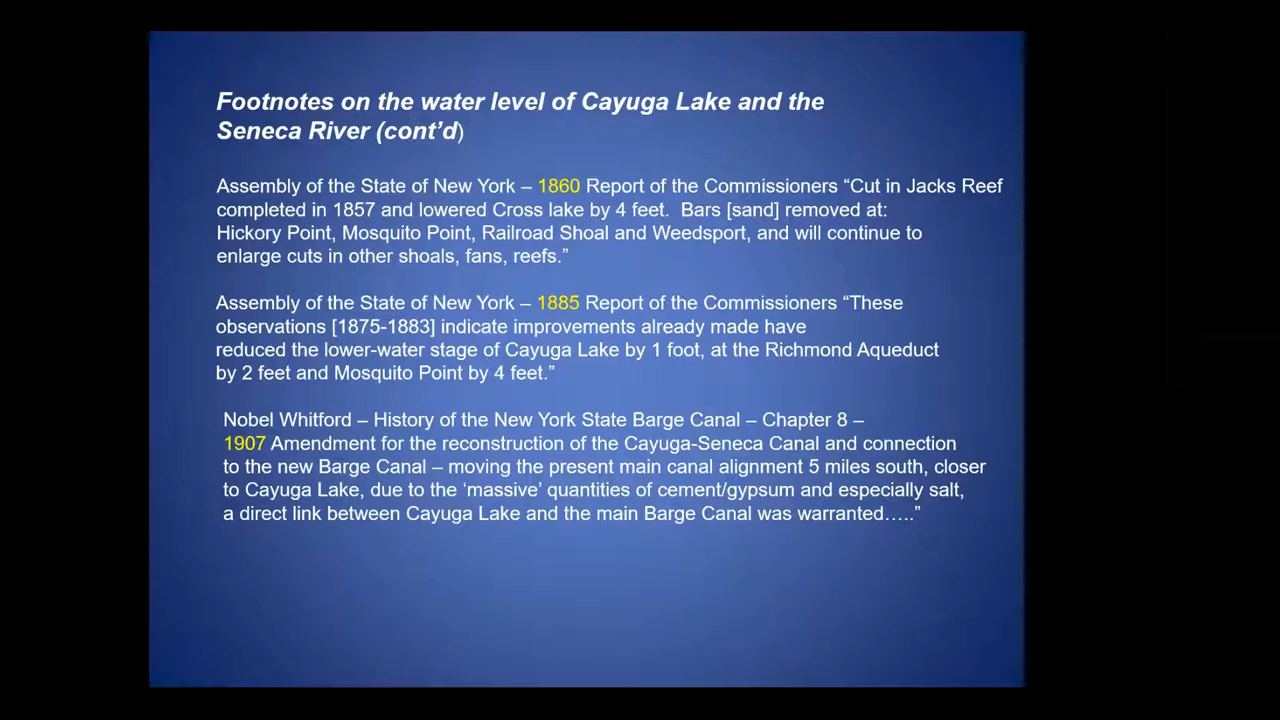 Footnotes on the water level of Cayuga Lake and the
Seneca River (cont’d)
Assembly of the State of New York – 1860 Report of the Commissioners “Cut in Jacks Reef
completed in 1857 and lowered Cross lake by 4 feet.  Bars [sand] removed at:
Hickory Point, Mosquito Point, Railroad Shoal and Weedsport, and will continue to
enlarge cuts in other shoals, fans, reefs.”
Assembly of the State of New York – 1885 Report of the Commissioners “These
observations [1875-1883] indicate improvements already made have
reduced the lower-water stage of Cayuga Lake by 1 foot, at the Richmond Aqueduct
by 2 feet and Mosquito Point by 4 feet.”
Nobel Whitford – History of the New York State Barge Canal – Chapter 8 –
1907 Amendment for the reconstruction of the Cayuga-Seneca Canal and connection
to the new Barge Canal – moving the present main canal alignment 5 miles south, closer
to Cayuga Lake, due to the ‘massive’ quantities of cement/gypsum and especially salt,
a direct link between Cayuga Lake and the main Barge Canal was warranted…..”